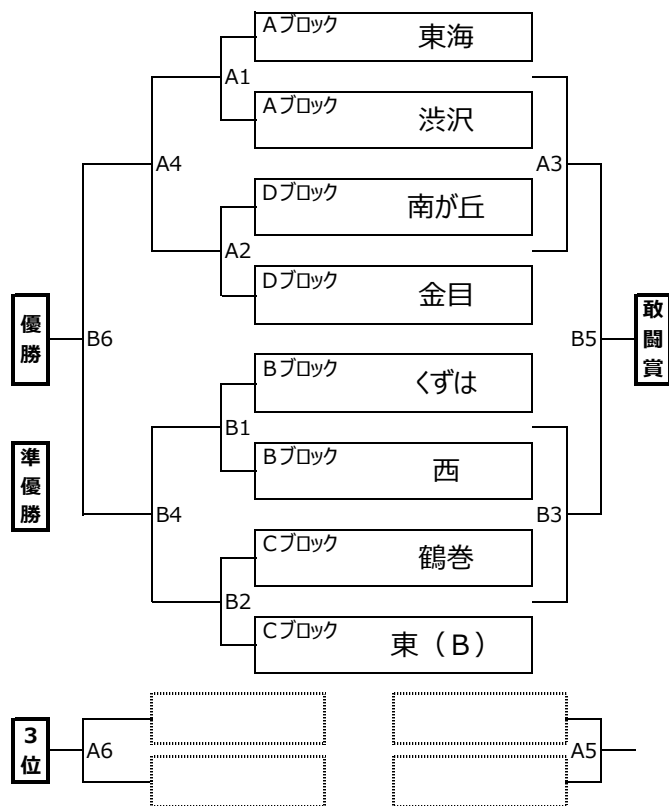 Aブロック 東海
A1
Aブロック 渋沢
A4
A3
Dブロック 南が丘
A2
Dブロック 金目
優勝
B6
B5
敢闘賞
Bブロック くずは
B1
Bブロック 西
準優勝
B4
B3
Cブロック 鶴巻
B2
Cブロック 東（B）
3位
A6
A5